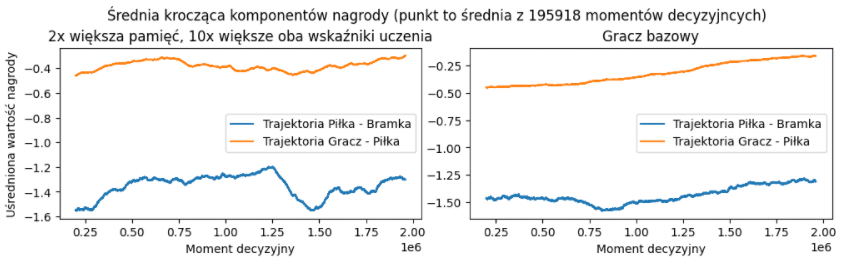 Średnia krocząca komponentów nagrody (punkt to średnia z 195918 momentów decyzyjncych)
2x większa pamięć, 10x większe oba wskaźniki uczenia
Gracz bazowy
Uśredniona wartość nagrody
−0.4
−0.6
−0.8
−1.0
−1.2
−1.4
−1.6
Trajektoria Piłka - Bramka
Trajektoria Gracz - Piłka
0.25 0.50 0.75 1.00 1.25 1.50 1.75 2.00
1e6
Moment decyzyjny
−0.25
−0.50
−0.75
−1.00
−1.25
−1.50
Trajektoria Piłka - Bramka
Trajektoria Gracz - Piłka
0.25 0.50 0.75 1.00 1.25 1.50 1.75 2.00
1e6
Moment decyzyjny